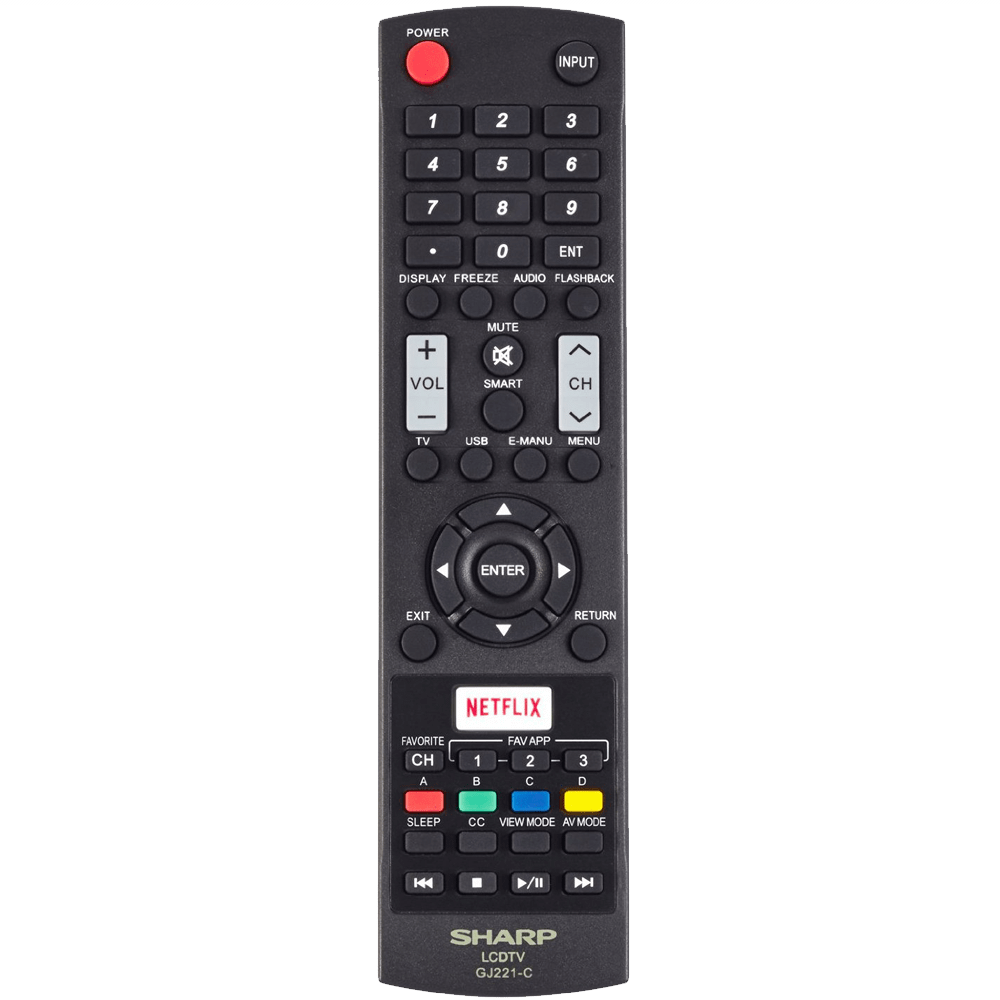 POWER
INPUT
1 2 3
4 5 6
7 8 9
• 0 ENT
DISPLAY FREEZE AUDIO FLASHBACK
MUTE
+ VOL −
CH
SMART
TV USB E-MANU MENU
ENTER
EXIT RETURN
NETFLIX
FAVORITE FAV APP
CH 1 2 3
A B C D
SLEEP CC VIEW MODE AV MODE
SHARP
LCDTV
GJ221-C